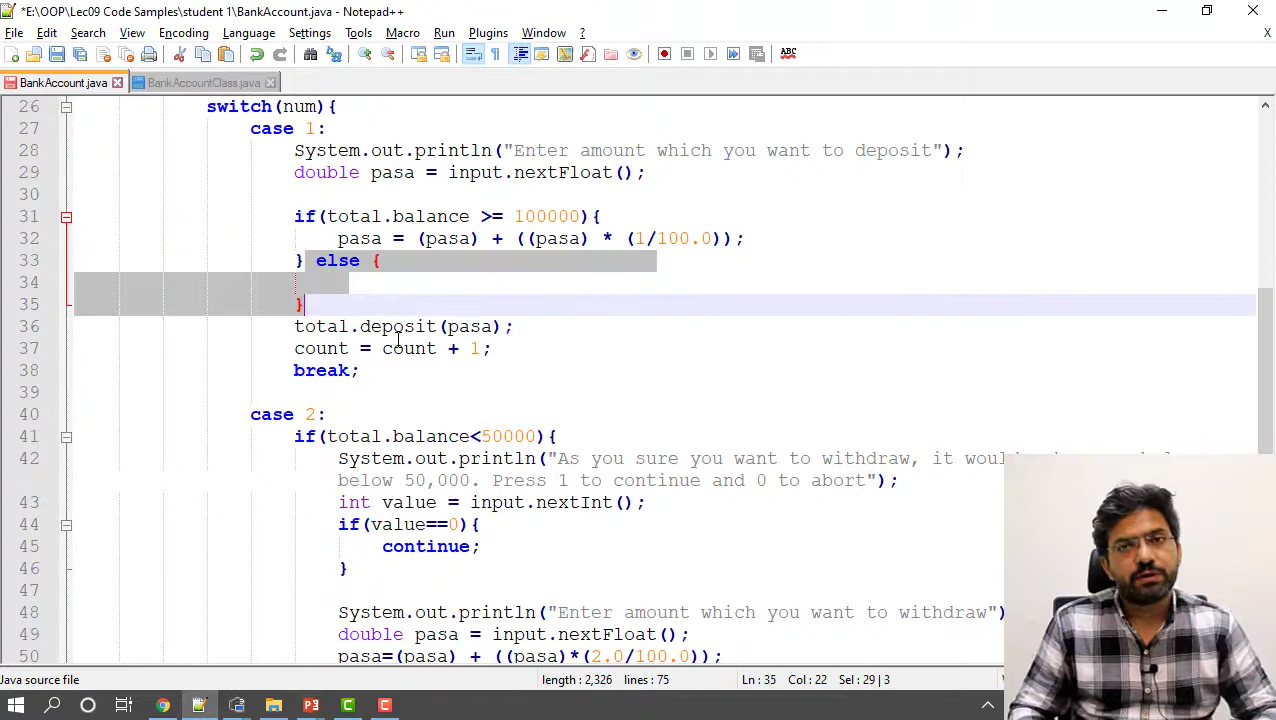 *E:\OOP\Lec09 Code Samples\student 1\BankAccount.java - Notepad++
File Edit Search View Encoding Language Settings Tools Macro Run Plugins Window ? X
ABC
BankAccount.java BankAccountClass.java
26 switch(num){
27 case 1:
28 System.out.println("Enter amount which you want to deposit");
29 double pasa = input.nextFloat();
30
31 if(total.balance >= 100000){
32 pasa = (pasa) + ((pasa) * (1/100.0));
33 } else {
34
35 }
36 total.deposit(pasa);
37 count = count + 1;
38 break;
39
40 case 2:
41 if(total.balance<50000){
42 System.out.println("As you sure you want to withdraw, it would
below 50,000. Press 1 to continue and 0 to abort");
43 int value = input.nextInt();
44 if(value==0){
45 continue;
46 }
47
48 System.out.println("Enter amount which you want to withdraw")
49 double pasa = input.nextFloat();
50 pasa=(pasa) + ((pasa)*(2.0/100.0));
Java source file length : 2,326 lines : 75 Ln : 35 Col : 22 Sel : 29 | 3